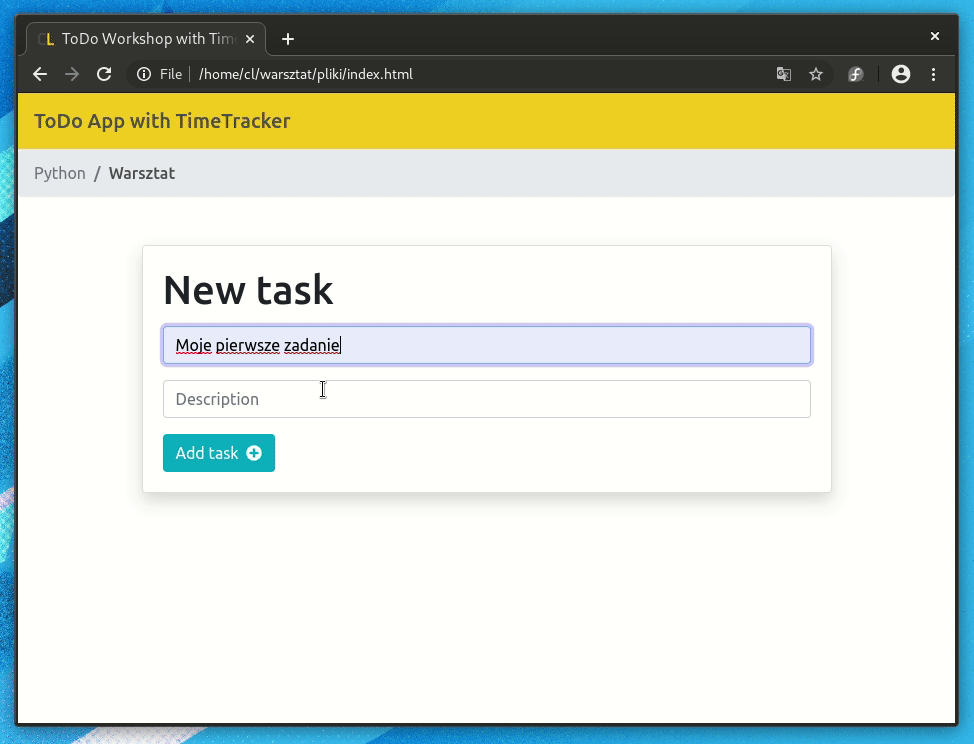 CL ToDo Workshop with Tim
File /home/cl/warsztat/pliki/index.html
ToDo App with TimeTracker
Python / Warsztat
New task
Moje pierwsze zadanie
Description
Add task